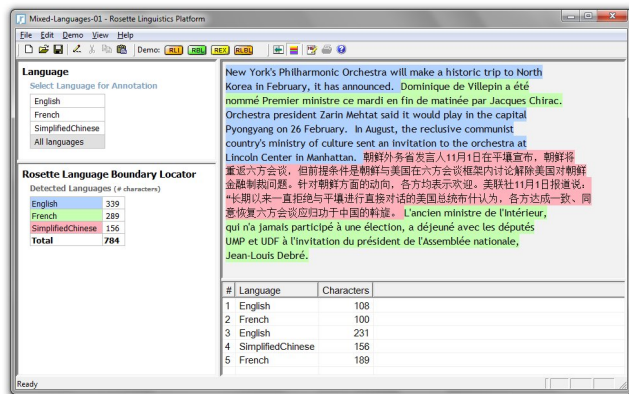 Mixed-Languages-01 - Rosette Linguistics Platform
File Edit Demo View Help
Demo: RLI RBL REX RLBL
Language
Select Language for Annotation
English
French
SimplifiedChinese
All languages
Rosette Language Boundary Locator
Detected Languages (# characters)
English 339
French 289
SimplifiedChinese 156
Total 784
New York's Philharmonic Orchestra will make a historic trip to North
Korea in February, it has announced. Dominique de Villepin a été
nommé Premier ministre ce mardi en fin de matinée par Jacques Chirac.
Orchestra president Zarin Mehtat said it would play in the capital
Pyongyang on 26 February. In August, the reclusive communist
country's ministry of culture sent an invitation to the orchestra at
Lincoln Center in Manhattan. 朝鲜外务省发言人11月1日在平壤宣布，朝鲜将
重返六方会谈，但前提条件是朝鲜与美国在六方会谈框架内讨论解除美国对朝鲜
金融制裁问题。针对朝鲜方面的动向，各方均表示欢迎。美联社11月1日报道说：
“长期以来一直拒绝与平壤进行直接对话的美国总统布什认为，各方达成一致、同
意恢复六方会谈应归功于中国的斡旋。 L'ancien ministre de l'Intérieur,
qui n'a jamais participé à une élection, a déjeuné avec les députés
UMP et UDF à l'invitation du président de l'Assemblée nationale,
Jean-Louis Debré.
# Language Characters
1 English 108
2 French 100
3 English 231
4 SimplifiedChinese 156
5 French 189
Ready